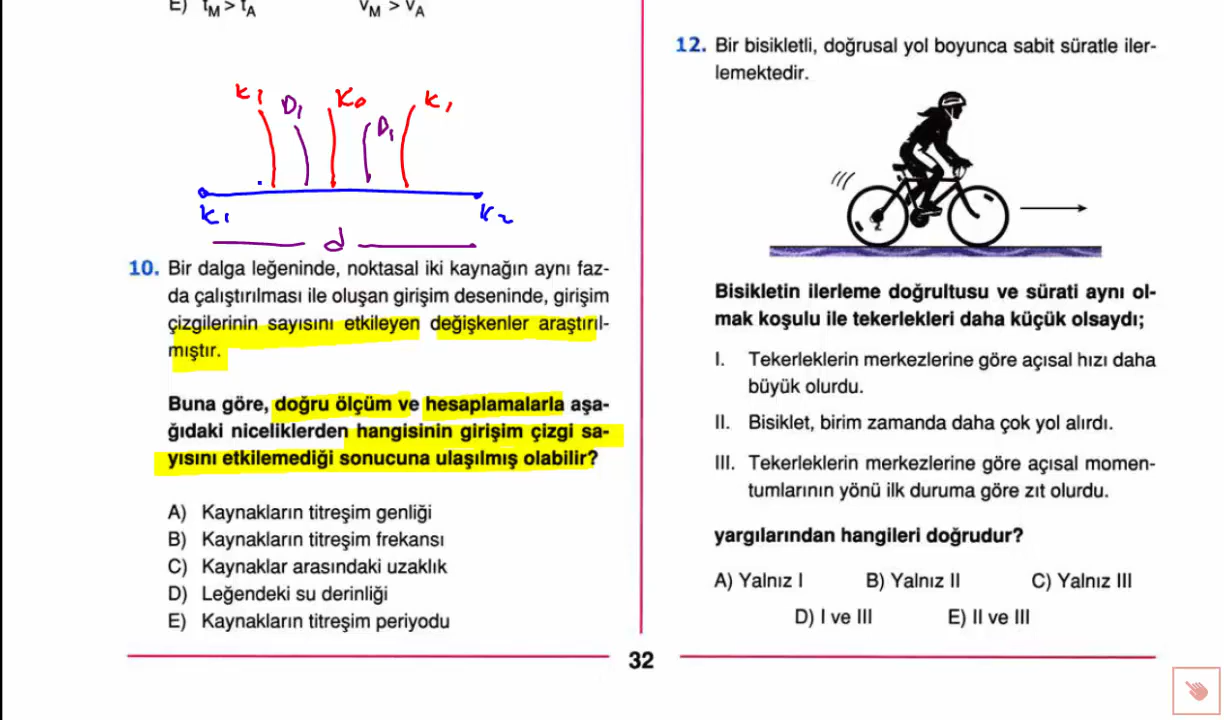 E) tM > tA vM > vA
K1 D1 K0 D1 K1
K1 K2
d
10. Bir dalga leğeninde, noktasal iki kaynağın aynı faz-
da çalıştırılması ile oluşan girişim deseninde, girişim
çizgilerinin sayısını etkileyen değişkenler araştırıl-
mıştır.
Buna göre, doğru ölçüm ve hesaplamalarla aşa-
ğıdaki niceliklerden hangisinin girişim çizgi sa-
yısını etkilemediği sonucuna ulaşılmış olabilir?
A) Kaynakların titreşim genliği
B) Kaynakların titreşim frekansı
C) Kaynaklar arasındaki uzaklık
D) Leğendeki su derinliği
E) Kaynakların titreşim periyodu
12. Bir bisikletli, doğrusal yol boyunca sabit süratle iler-
lemektedir.
Bisikletin ilerleme doğrultusu ve sürati aynı ol-
mak koşulu ile tekerlekleri daha küçük olsaydı;
I. Tekerleklerin merkezlerine göre açısal hızı daha
büyük olurdu.
II. Bisiklet, birim zamanda daha çok yol alırdı.
III. Tekerleklerin merkezlerine göre açısal momen-
tumlarının yönü ilk duruma göre zıt olurdu.
yargılarından hangileri doğrudur?
A) Yalnız I B) Yalnız II C) Yalnız III
D) I ve III E) II ve III
32